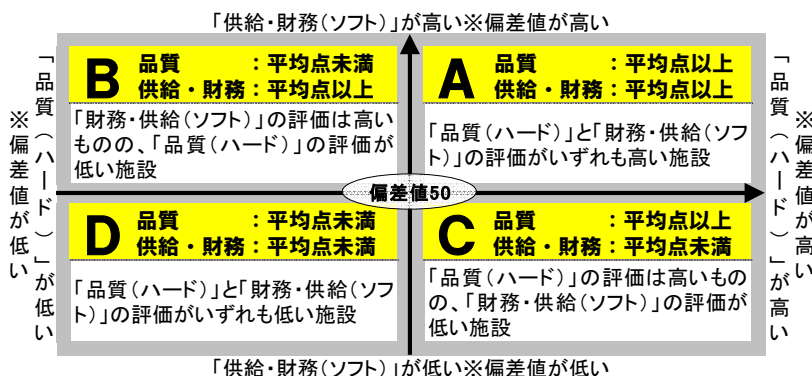 「供給・財務(ソフト)」が高い※偏差値が高い
「品質(ハード)」が低い
※偏差値が低い
B
品質　　　　：平均点未満
供給・財務：平均点以上
「財務・供給(ソフト)」の評価は高い
ものの、「品質(ハード)」の評価が
低い施設
A
品質　　　　：平均点以上
供給・財務：平均点以上
「品質(ハード)」と「財務・供給(ソフ
ト)」の評価がいずれも高い施設
「品質(ハード)」が高い
※偏差値が高い
偏差値50
D
品質　　　　：平均点未満
供給・財務：平均点未満
「品質(ハード)」と「財務・供給(ソフ
ト)」の評価がいずれも低い施設
C
品質　　　　：平均点以上
供給・財務：平均点未満
「品質(ハード)」の評価は高いもの
の、「財務・供給(ソフト)」の評価が
低い施設
「供給・財務(ソフト)」が低い※偏差値が低い